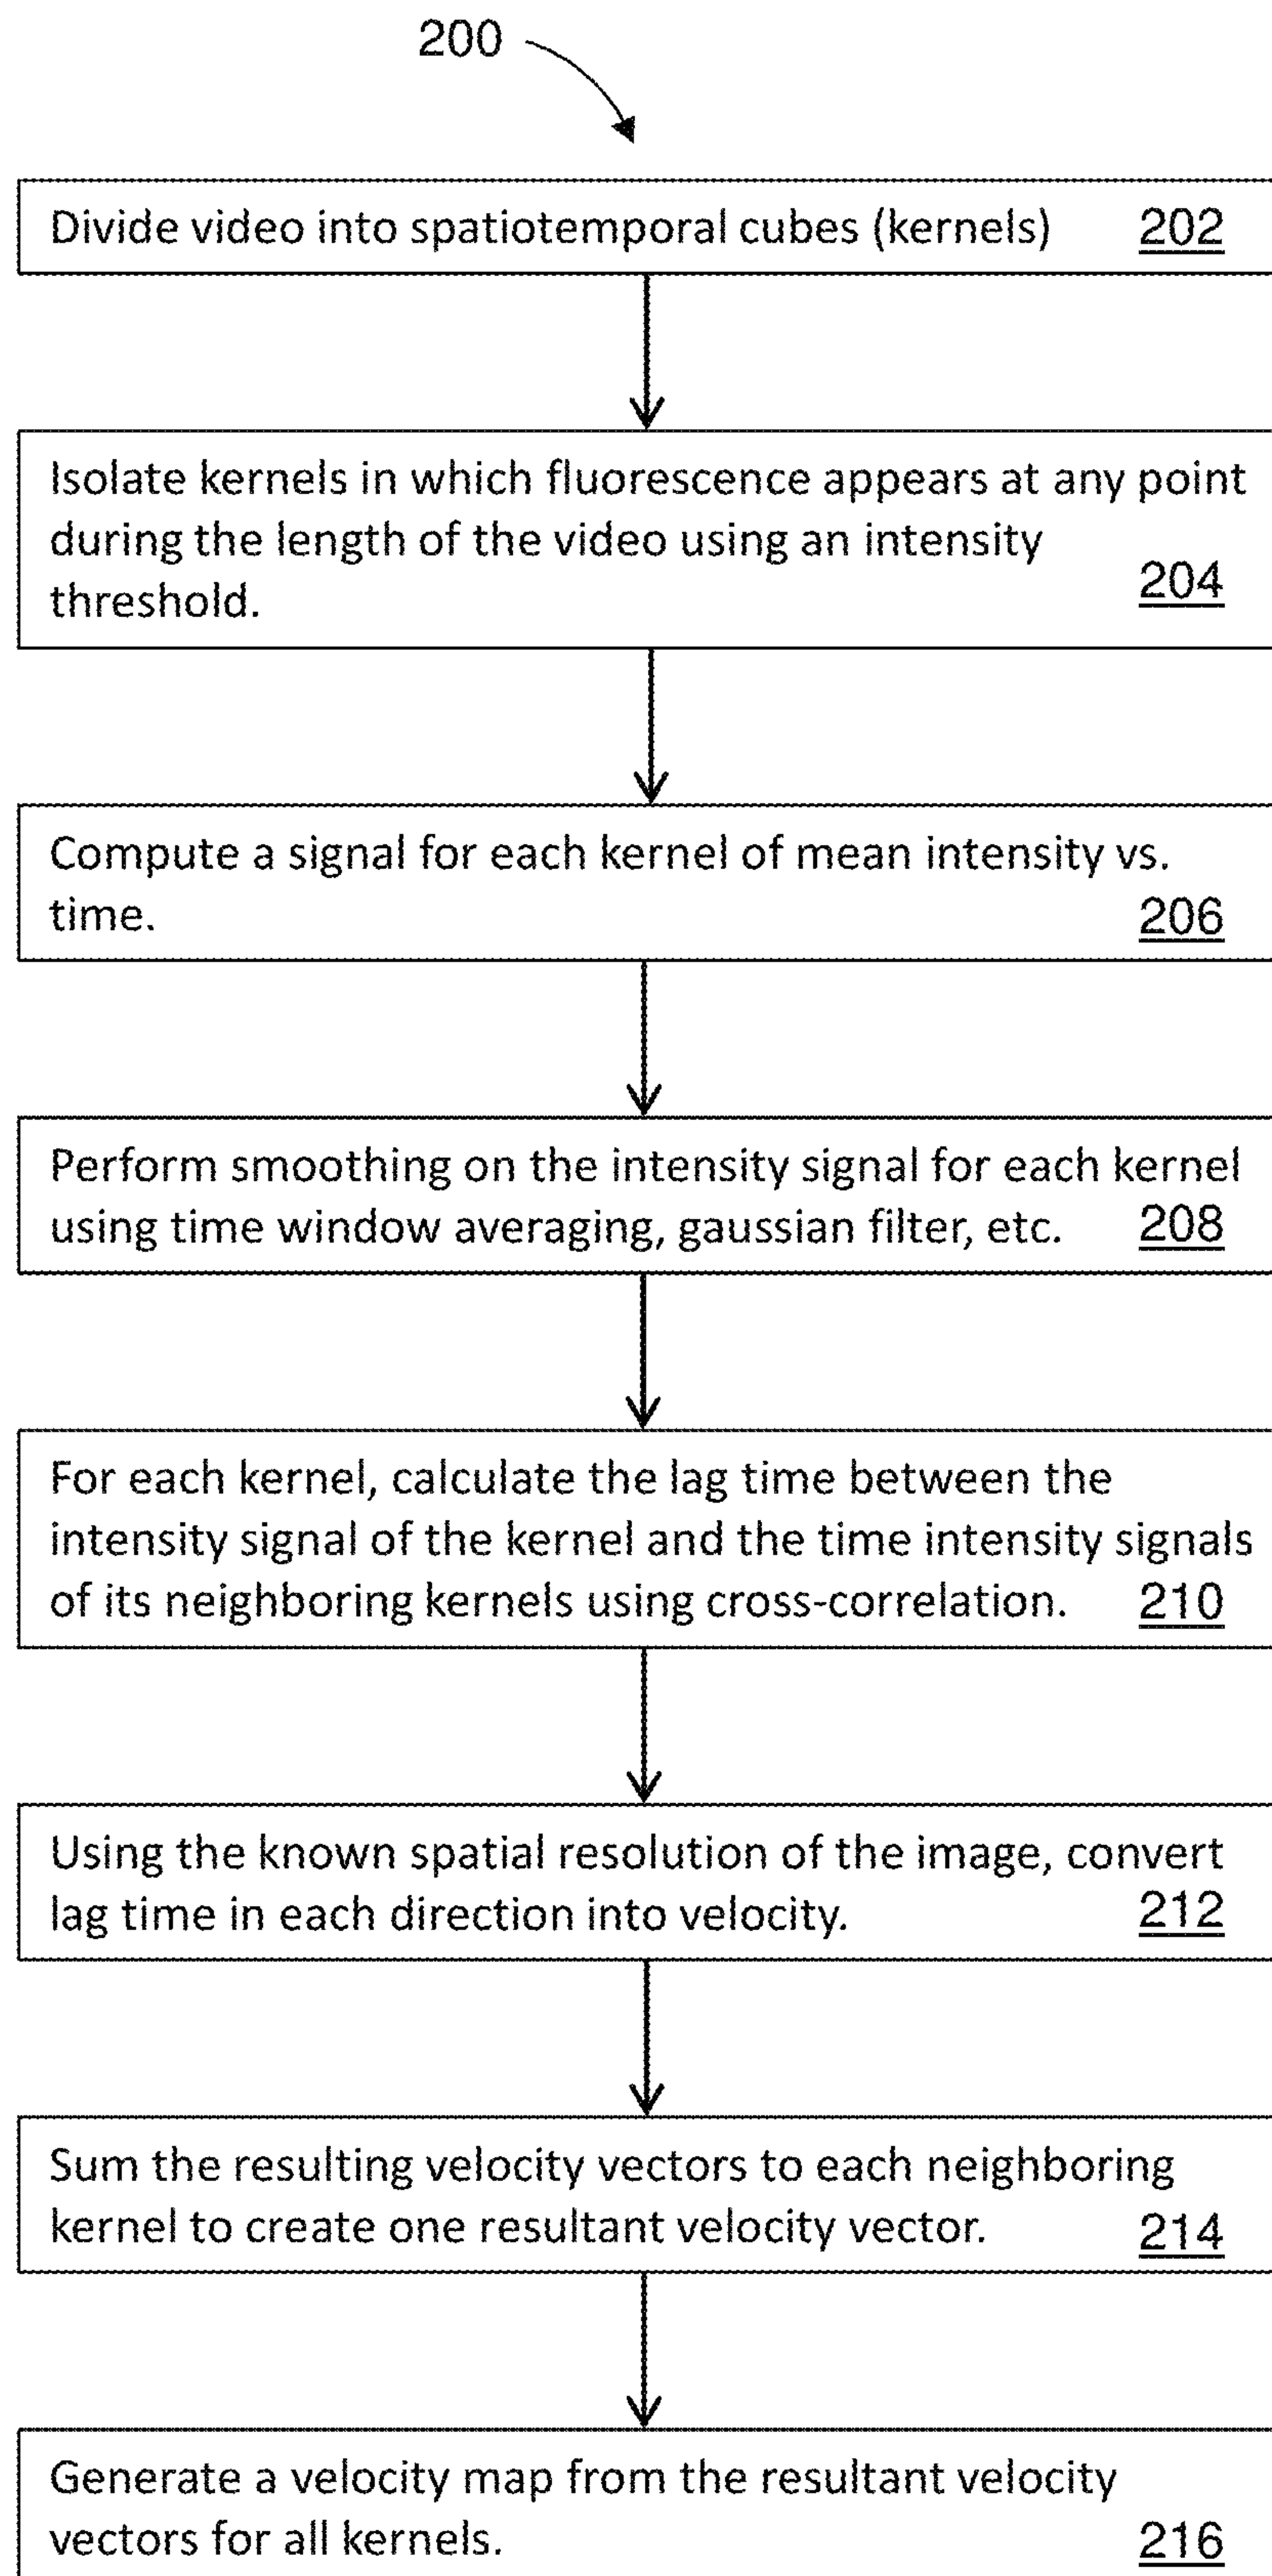 200
Divide video into spatiotemporal cubes (kernels) 202
Isolate kernels in which fluorescence appears at any point
during the length of the video using an intensity
threshold. 204
Compute a signal for each kernel of mean intensity vs.
time. 206
Perform smoothing on the intensity signal for each kernel
using time window averaging, gaussian filter, etc. 208
For each kernel, calculate the lag time between the
intensity signal of the kernel and the time intensity signals
of its neighboring kernels using cross-correlation. 210
Using the known spatial resolution of the image, convert
lag time in each direction into velocity. 212
Sum the resulting velocity vectors to each neighboring
kernel to create one resultant velocity vector. 214
Generate a velocity map from the resultant velocity
vectors for all kernels. 216